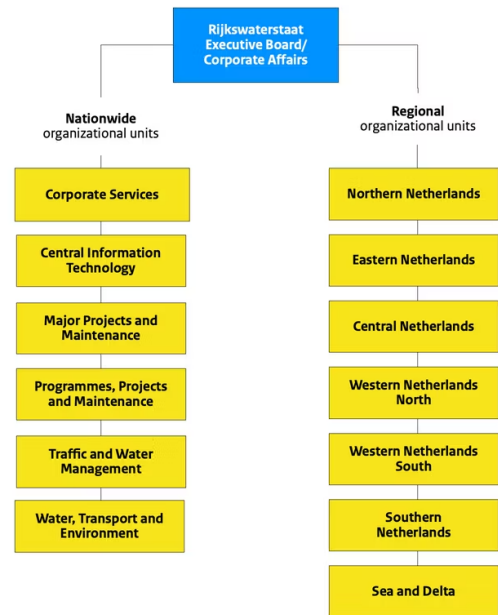 Rijkswaterstaat
Executive Board/
Corporate Affairs
Nationwide
organizational units
Corporate Services
Central Information
Technology
Major Projects and
Maintenance
Programmes, Projects
and Maintenance
Traffic and Water
Management
Water, Transport and
Environment
Regional
organizational units
Northern Netherlands
Eastern Netherlands
Central Netherlands
Western Netherlands
North
Western Netherlands
South
Southern
Netherlands
Sea and Delta